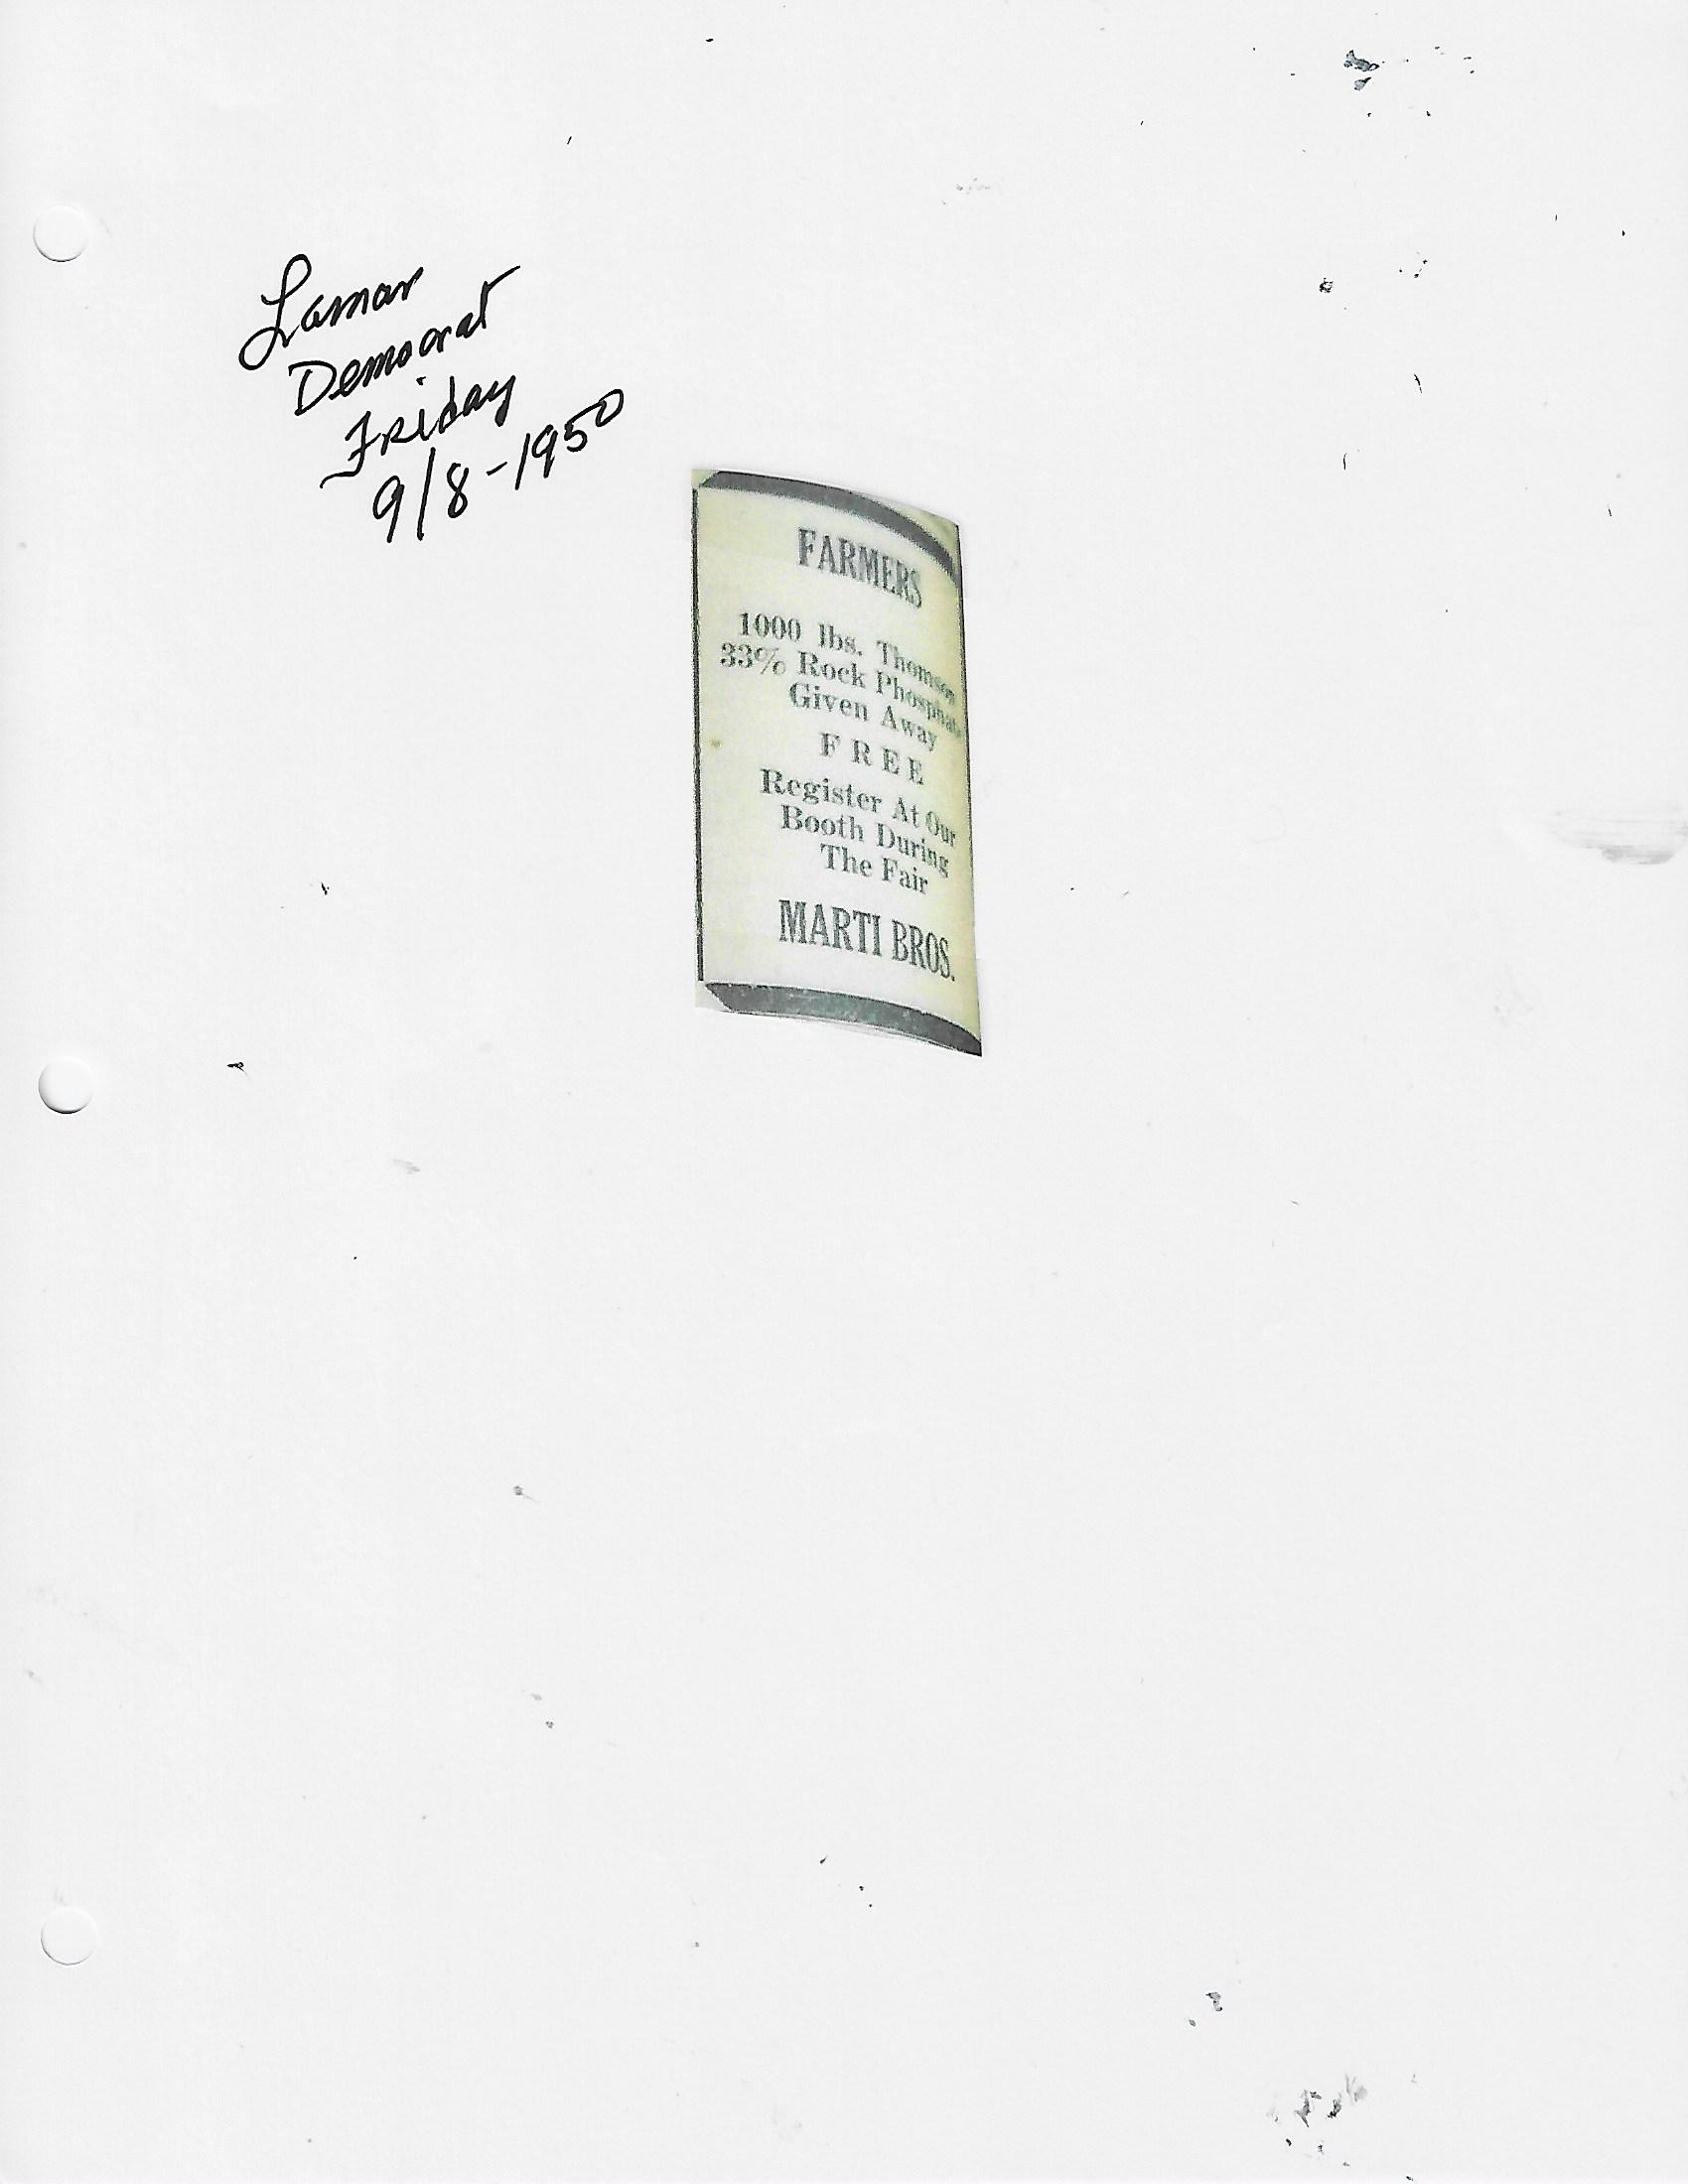 Lamar
Democrat
Friday
9/8-1950
FARMERS
1000 lbs. Thomson
33% Rock Phosphate
Given Away
FREE
Register At Our
Booth During
The Fair
MARTI BROS.